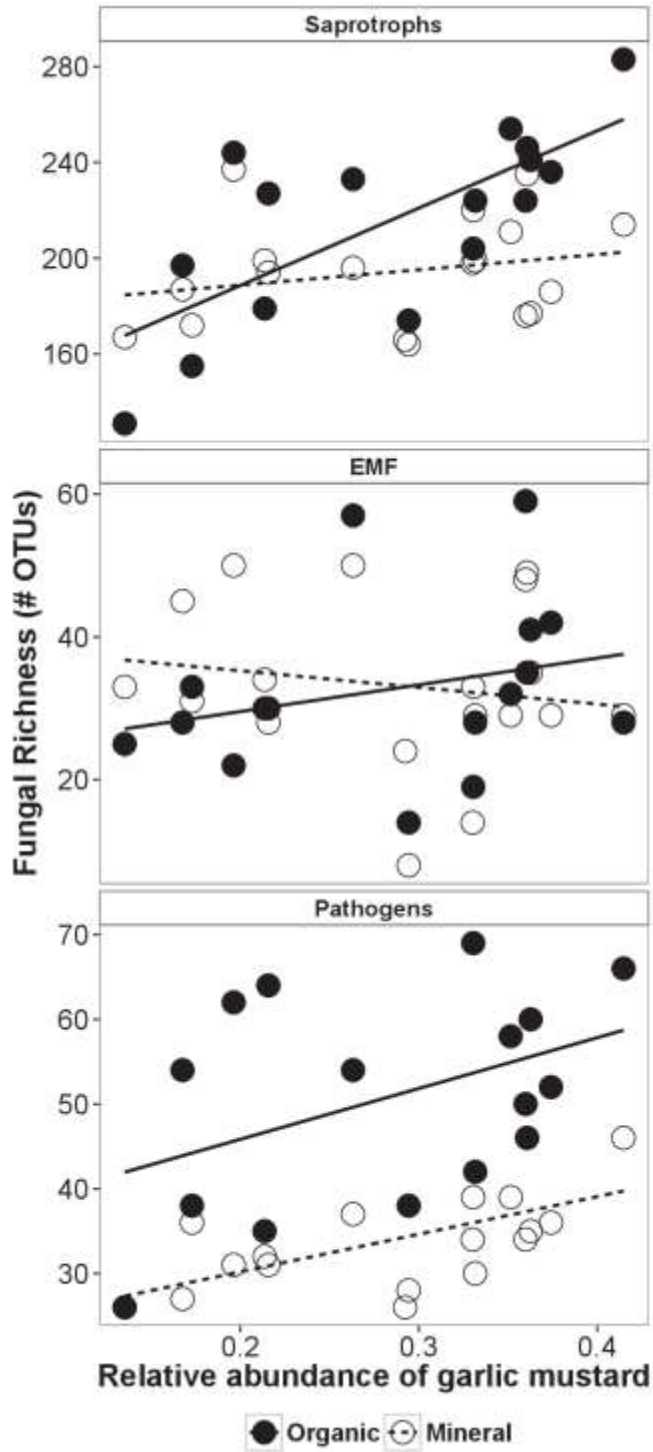 Saprotrophs
280
240
200
160
EMF
60
40
20
Fungal Richness (# OTUs)
Pathogens
70
60
50
40
30
0.2 0.3 0.4
Relative abundance of garlic mustard
Organic Mineral